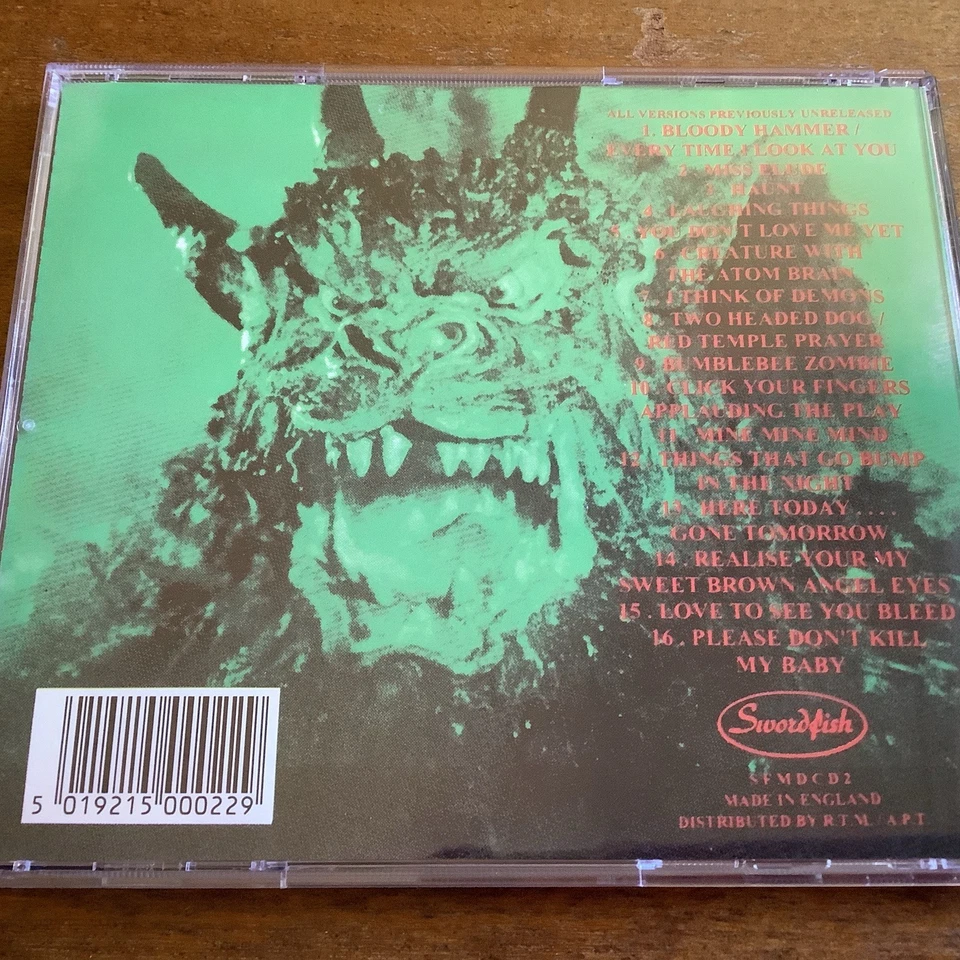 ALL VERSIONS PREVIOUSLY UNRELEASED
1. BLOODY HAMMER /
EVERY TIME I LOOK AT YOU
2. MISS ELUDE
3. HAUNT
4. LAUGHING THINGS
5. YOU DON'T LOVE ME YET
6. CREATURE WITH
THE ATOM BRAIN
7. I THINK OF DEMONS
8. TWO HEADED DOG /
RED TEMPLE PRAYER
9. BUMBLEBEE ZOMBIE
10. CLICK YOUR FINGERS
APPLAUDING THE PLAY
11. MINE MINE MIND
12. THINGS THAT GO BUMP
IN THE NIGHT
13. HERE TODAY ....
GONE TOMORROW
14. REALISE YOUR MY
SWEET BROWN ANGEL EYES
15. LOVE TO SEE YOU BLEED
16. PLEASE DON'T KILL
MY BABY
Swordfish
SFMDCD2
MADE IN ENGLAND
DISTRIBUTED BY R.T.M. / A.P.T.
5 019215 000229